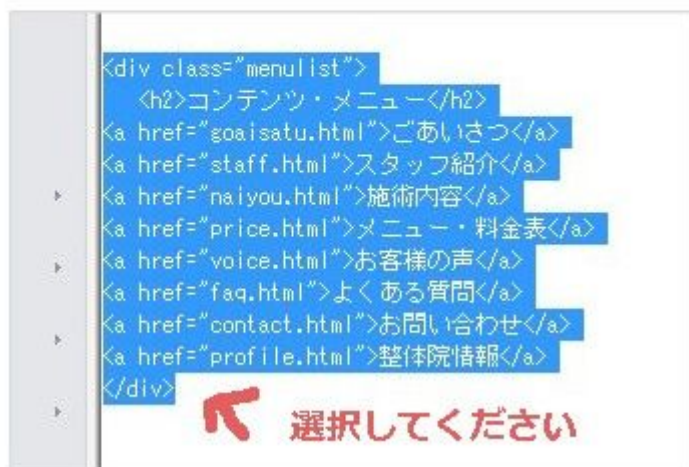 <div class="menulist">
<h2>コンテンツ・メニュー</h2>
<a href="goaisatu.html">ごあいさつ</a>
<a href="staff.html">スタッフ紹介</a>
<a href="naiyou.html">施術内容</a>
<a href="price.html">メニュー・料金表</a>
<a href="voice.html">お客様の声</a>
<a href="faq.html">よくある質問</a>
<a href="contact.html">お問い合わせ</a>
<a href="profile.html">整体院情報</a>
</div>
選択してください